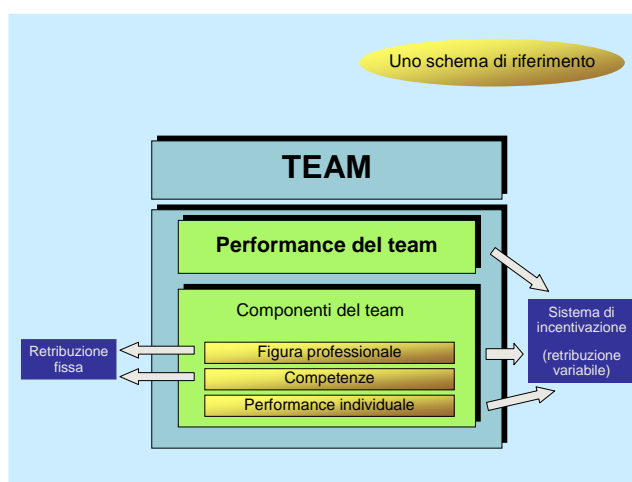 Uno schema di riferimento
TEAM
Performance del team
Componenti del team
Figura professionale
Competenze
Performance individuale
Retribuzione
fissa
Sistema di
incentivazione
(retribuzione
variabile)